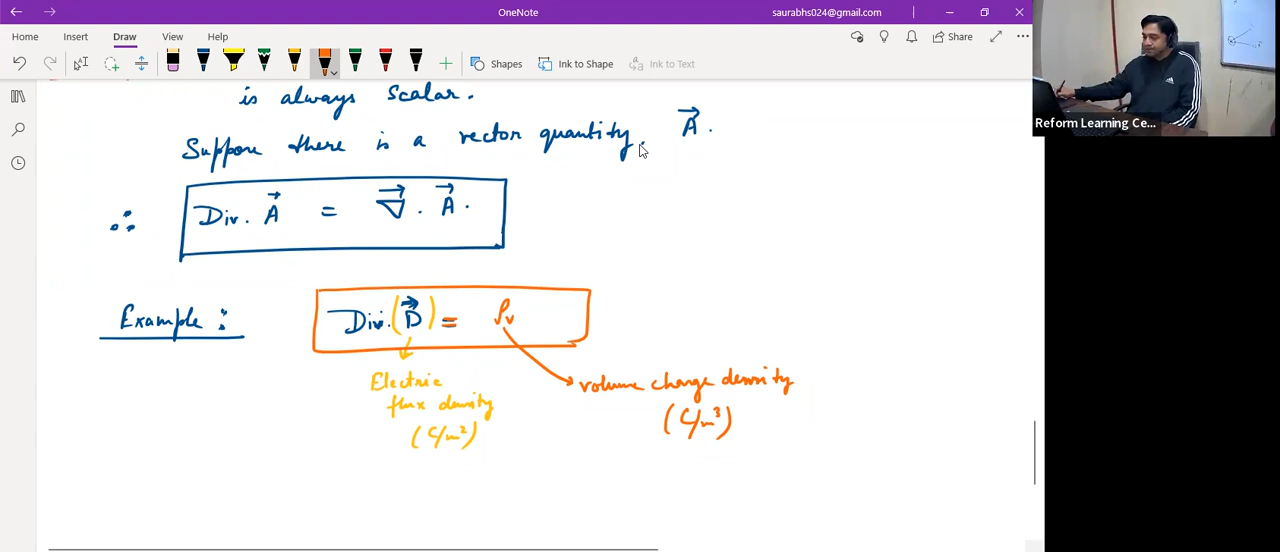 OneNote
saurabhs024@gmail.com
Home Insert Draw View Help
Share
Shapes
Ink to Shape
Ink to Text
is always scalar.
Suppose there is a vector quantity, A⃗.
∴ Div. A⃗ = ∇⃗ . A⃗.
Example : Div. (D⃗) = ρv
Electric
flux density
(C/m²)
volume charge density
(C/m³)
Reform Learning Ce...